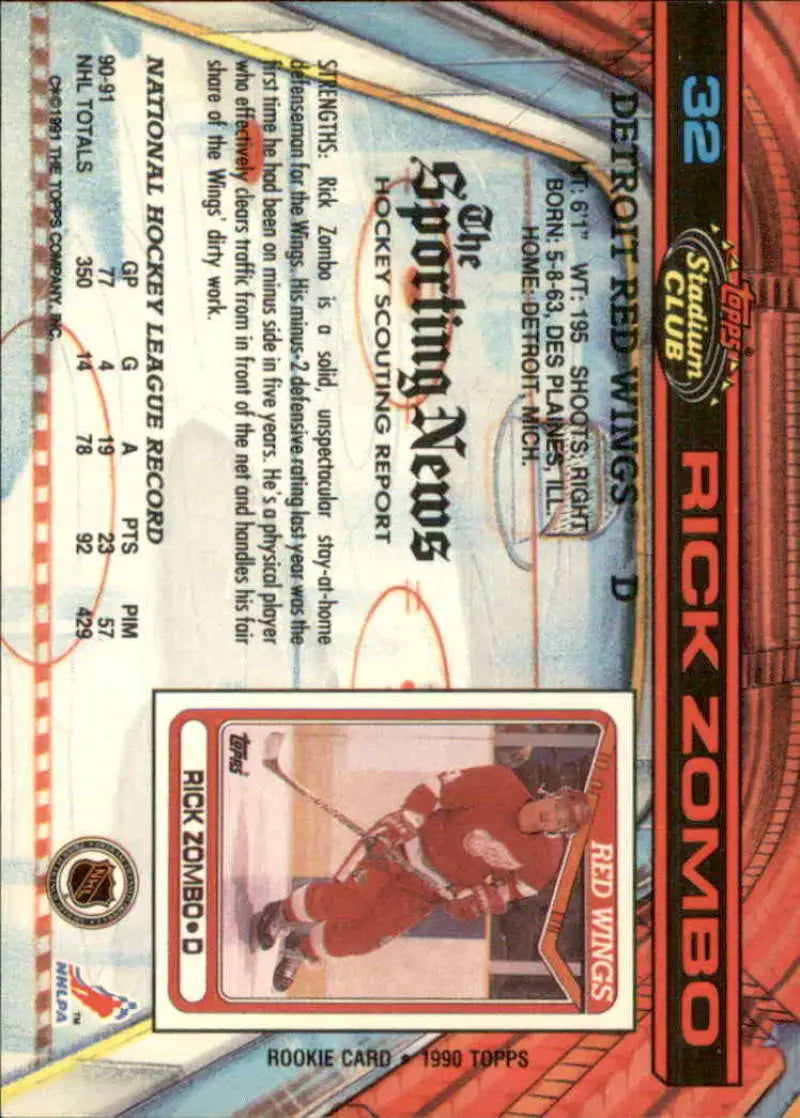 32
Topps®
Stadium
CLUB
RICK ZOMBO
DETROIT RED WINGS® D
HT: 6'1" WT: 195 SHOOTS: RIGHT
BORN: 5-8-63, DES PLAINES, ILL.
HOME: DETROIT, MICH.
The
Sporting News
HOCKEY SCOUTING REPORT
STRENGTHS: Rick Zombo is a solid, unspectacular stay-at-home
defenseman for the Wings. His minus-2 defensive rating last year was the
first time he had been on minus side in five years. He's a physical player
who effectively clears traffic from in front of the net and handles his fair
share of the Wings' dirty work.
NATIONAL HOCKEY LEAGUE RECORD
GP G A PTS PIM
90-91 77 4 19 23 57
NHL TOTALS 350 14 78 92 429
©1991 THE TOPPS COMPANY, INC.
RED WINGS
TOPPS
RICK ZOMBO • D
ROOKIE CARD • 1990 TOPPS
NHL
NHLPA
TM